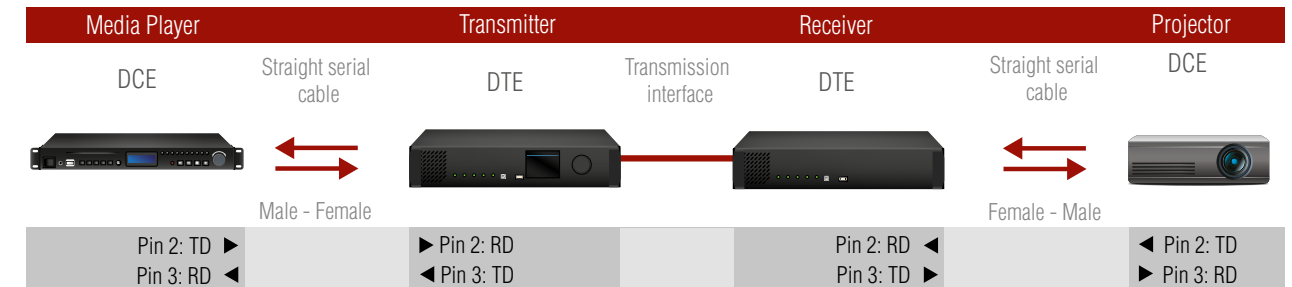 Media Player Transmitter Receiver Projector
DCE Straight serial cable DTE Transmission interface DTE Straight serial cable DCE
Male - Female Female - Male
Pin 2: TD ▶ ▶ Pin 2: RD Pin 2: RD ◀ ◀ Pin 2: TD
Pin 3: RD ◀ ◀ Pin 3: TD Pin 3: TD ▶ ▶ Pin 3: RD